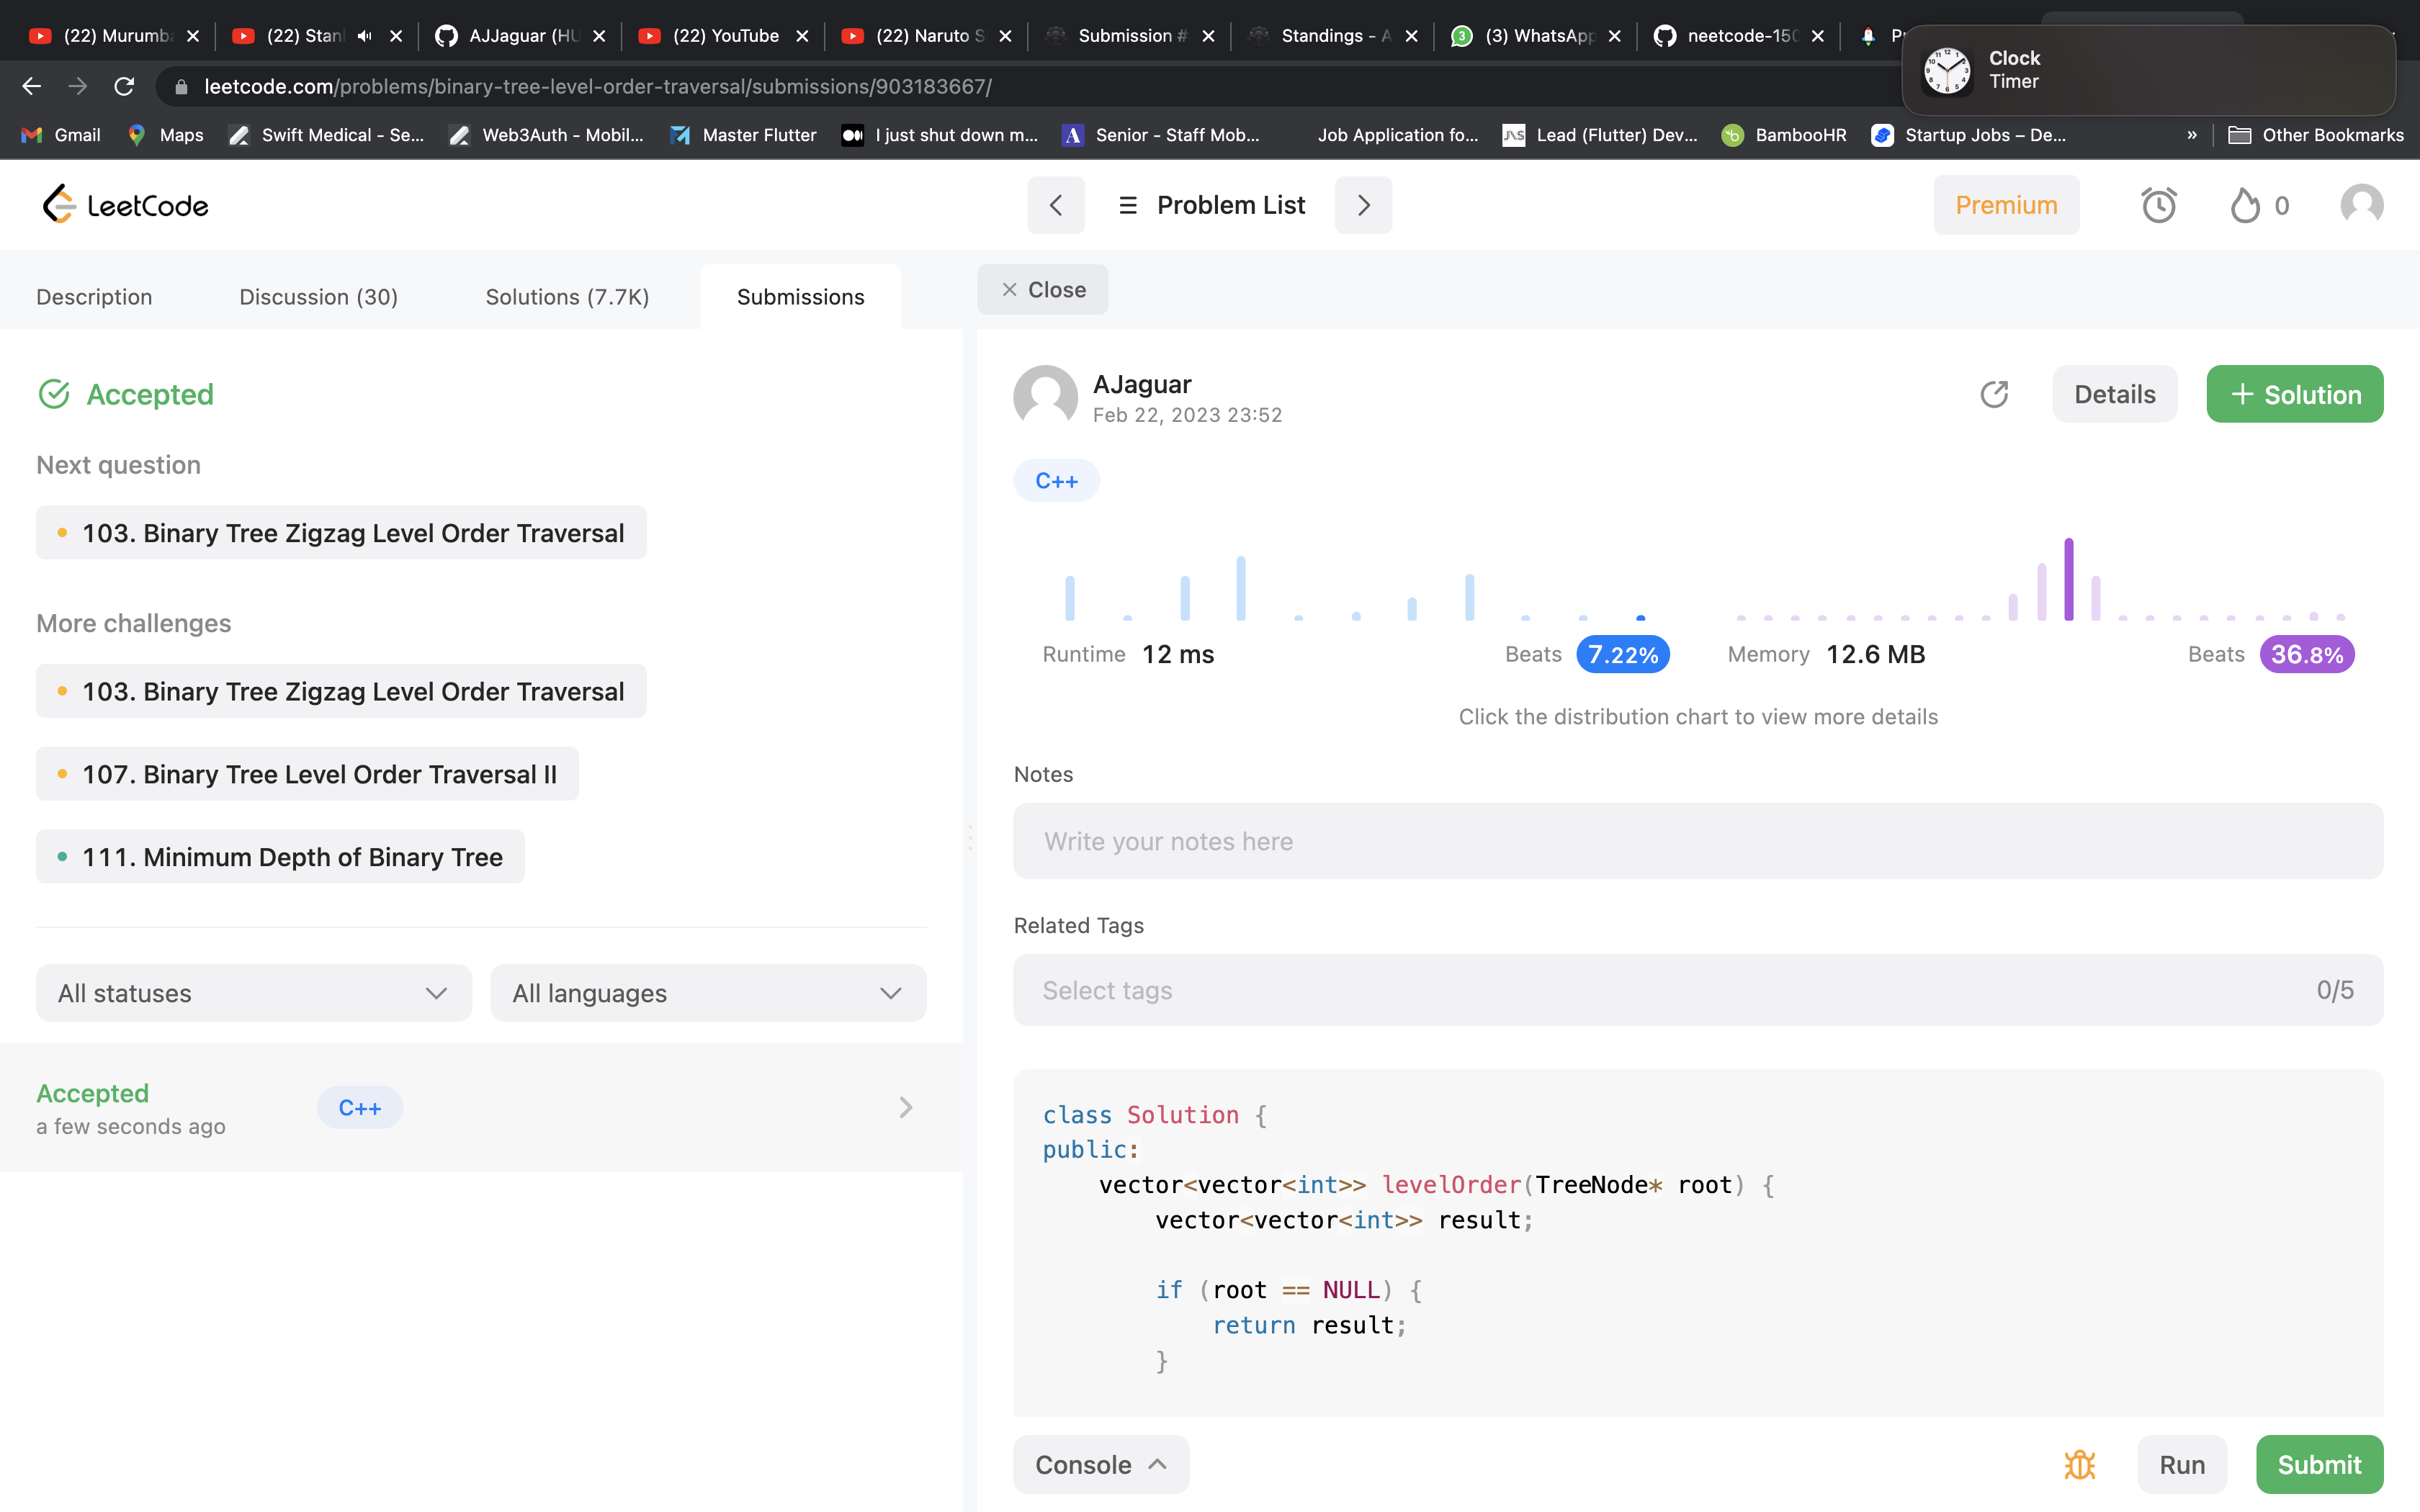 (22) Murumba
(22) Stanl
AJJaguar (HU
(22) YouTube
(22) Naruto S
Submission #
Standings - A
(3) WhatsApp
neetcode-150
Clock
Timer
leetcode.com/problems/binary-tree-level-order-traversal/submissions/903183667/
Gmail
Maps
Swift Medical - Se...
Web3Auth - Mobil...
Master Flutter
I just shut down m...
Senior - Staff Mob...
Job Application fo...
Lead (Flutter) Dev...
BambooHR
Startup Jobs – De...
»
Other Bookmarks
LeetCode
Problem List
Premium
0
Description
Discussion (30)
Solutions (7.7K)
Submissions
Close
Accepted
Next question
103. Binary Tree Zigzag Level Order Traversal
More challenges
103. Binary Tree Zigzag Level Order Traversal
107. Binary Tree Level Order Traversal II
111. Minimum Depth of Binary Tree
All statuses
All languages
Accepted
a few seconds ago
C++
AJaguar
Feb 22, 2023 23:52
Details
+ Solution
C++
Runtime 12 ms
Beats 7.22%
Memory 12.6 MB
Beats 36.8%
Click the distribution chart to view more details
Notes
Write your notes here
Related Tags
Select tags
0/5
class Solution {
public:
    vector<vector<int>> levelOrder(TreeNode* root) {
        vector<vector<int>> result;
        if (root == NULL) {
            return result;
        }
Console
Run
Submit